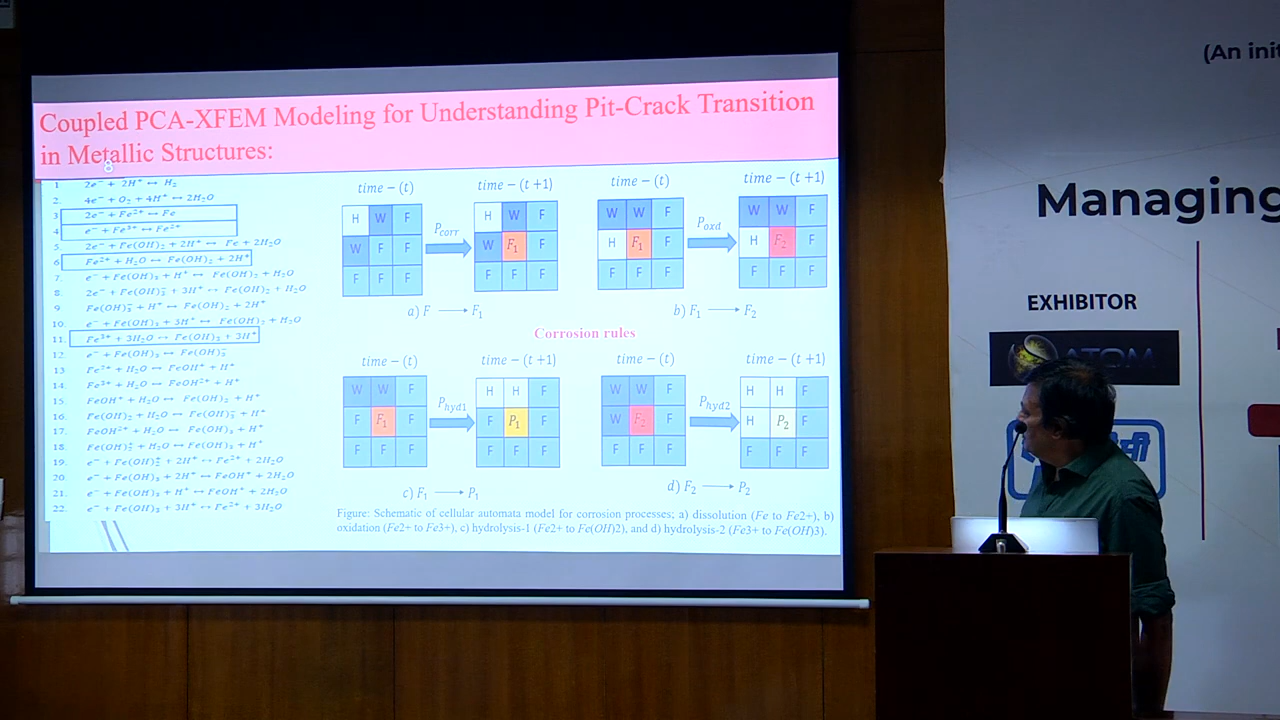 Coupled PCA-XFEM Modeling for Understanding Pit-Crack Transition
in Metallic Structures:
8
1. 2e⁻ + 2H⁺ ↔ H₂
2. 4e⁻ + O₂ + 4H⁺ ↔ 2H₂O
3 2e⁻ + Fe²⁺ ↔ Fe
4 e⁻ + Fe³⁺ ↔ Fe²⁺
5. 2e⁻ + Fe(OH)₂ + 2H⁺ ↔ Fe + 2H₂O
6 Fe²⁺ + H₂O ↔ Fe(OH)₂ + 2H⁺
7. e⁻ + Fe(OH)₃ + H⁺ ↔ Fe(OH)₂ + H₂O
8. 2e⁻ + Fe(OH)₃⁻ + 3H⁺ ↔ Fe(OH)₂ + H₂O
9. Fe(OH)₃⁻ + H⁺ ↔ Fe(OH)₂ + 2H⁺
10. e⁻ + Fe(OH)₃ + 3H⁺ ↔ Fe(OH)₂ + H₂O
11. Fe³⁺ + 3H₂O ↔ Fe(OH)₃ + 3H⁺
12. e⁻ + Fe(OH)₃ ↔ Fe(OH)₃⁻
13 Fe²⁺ + H₂O ↔ FeOH⁺ + H⁺
14. Fe³⁺ + H₂O ↔ FeOH²⁺ + H⁺
15. FeOH⁺ + H₂O ↔ Fe(OH)₂ + H⁺
16. Fe(OH)₂ + H₂O ↔ Fe(OH)₃⁻ + H⁺
17. FeOH²⁺ + H₂O ↔ Fe(OH)₃ + H⁺
18. Fe(OH)₂⁺ + H₂O ↔ Fe(OH)₃ + H⁺
19. e⁻ + Fe(OH)₂⁺ + 2H⁺ ↔ Fe²⁺ + 2H₂O
20. e⁻ + Fe(OH)₃ + 2H⁺ ↔ FeOH⁺ + 2H₂O
21. e⁻ + Fe(OH)₃ + H⁺ ↔ FeOH⁺ + 2H₂O
22. e⁻ + Fe(OH)₃ + 3H⁺ ↔ Fe²⁺ + 3H₂O
time − (t) time − (t + 1) time − (t) time − (t + 1)
H W F H W F W W F W W F
W F F P_corr W F₁ F H F₁ F P_oxd H F₂ F
F F F F F F F F F F F F
a) F → F₁ b) F₁ → F₂
Corrosion rules
time − (t) time − (t + 1) time − (t) time − (t + 1)
W W F H H F W W F H H F
F F₁ F P_hyd1 F P₁ F W F₂ F P_hyd2 H P₂ F
F F F F F F F F F F F F
c) F₁ → P₁ d) F₂ → P₂
Figure: Schematic of cellular automata model for corrosion processes; a) dissolution (Fe to Fe2+), b)
oxidation (Fe2+ to Fe3+), c) hydrolysis-1 (Fe2+ to Fe(OH)2), and d) hydrolysis-2 (Fe3+ to Fe(OH)3).
(An
Managing
EXHIBITOR
ATOM